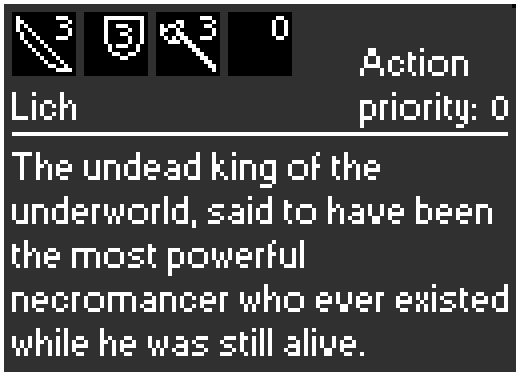 3 3 3 0
Action
Lich priority: 0
The undead king of the
underworld, said to have been
the most powerful
necromancer who ever existed
while he was still alive.